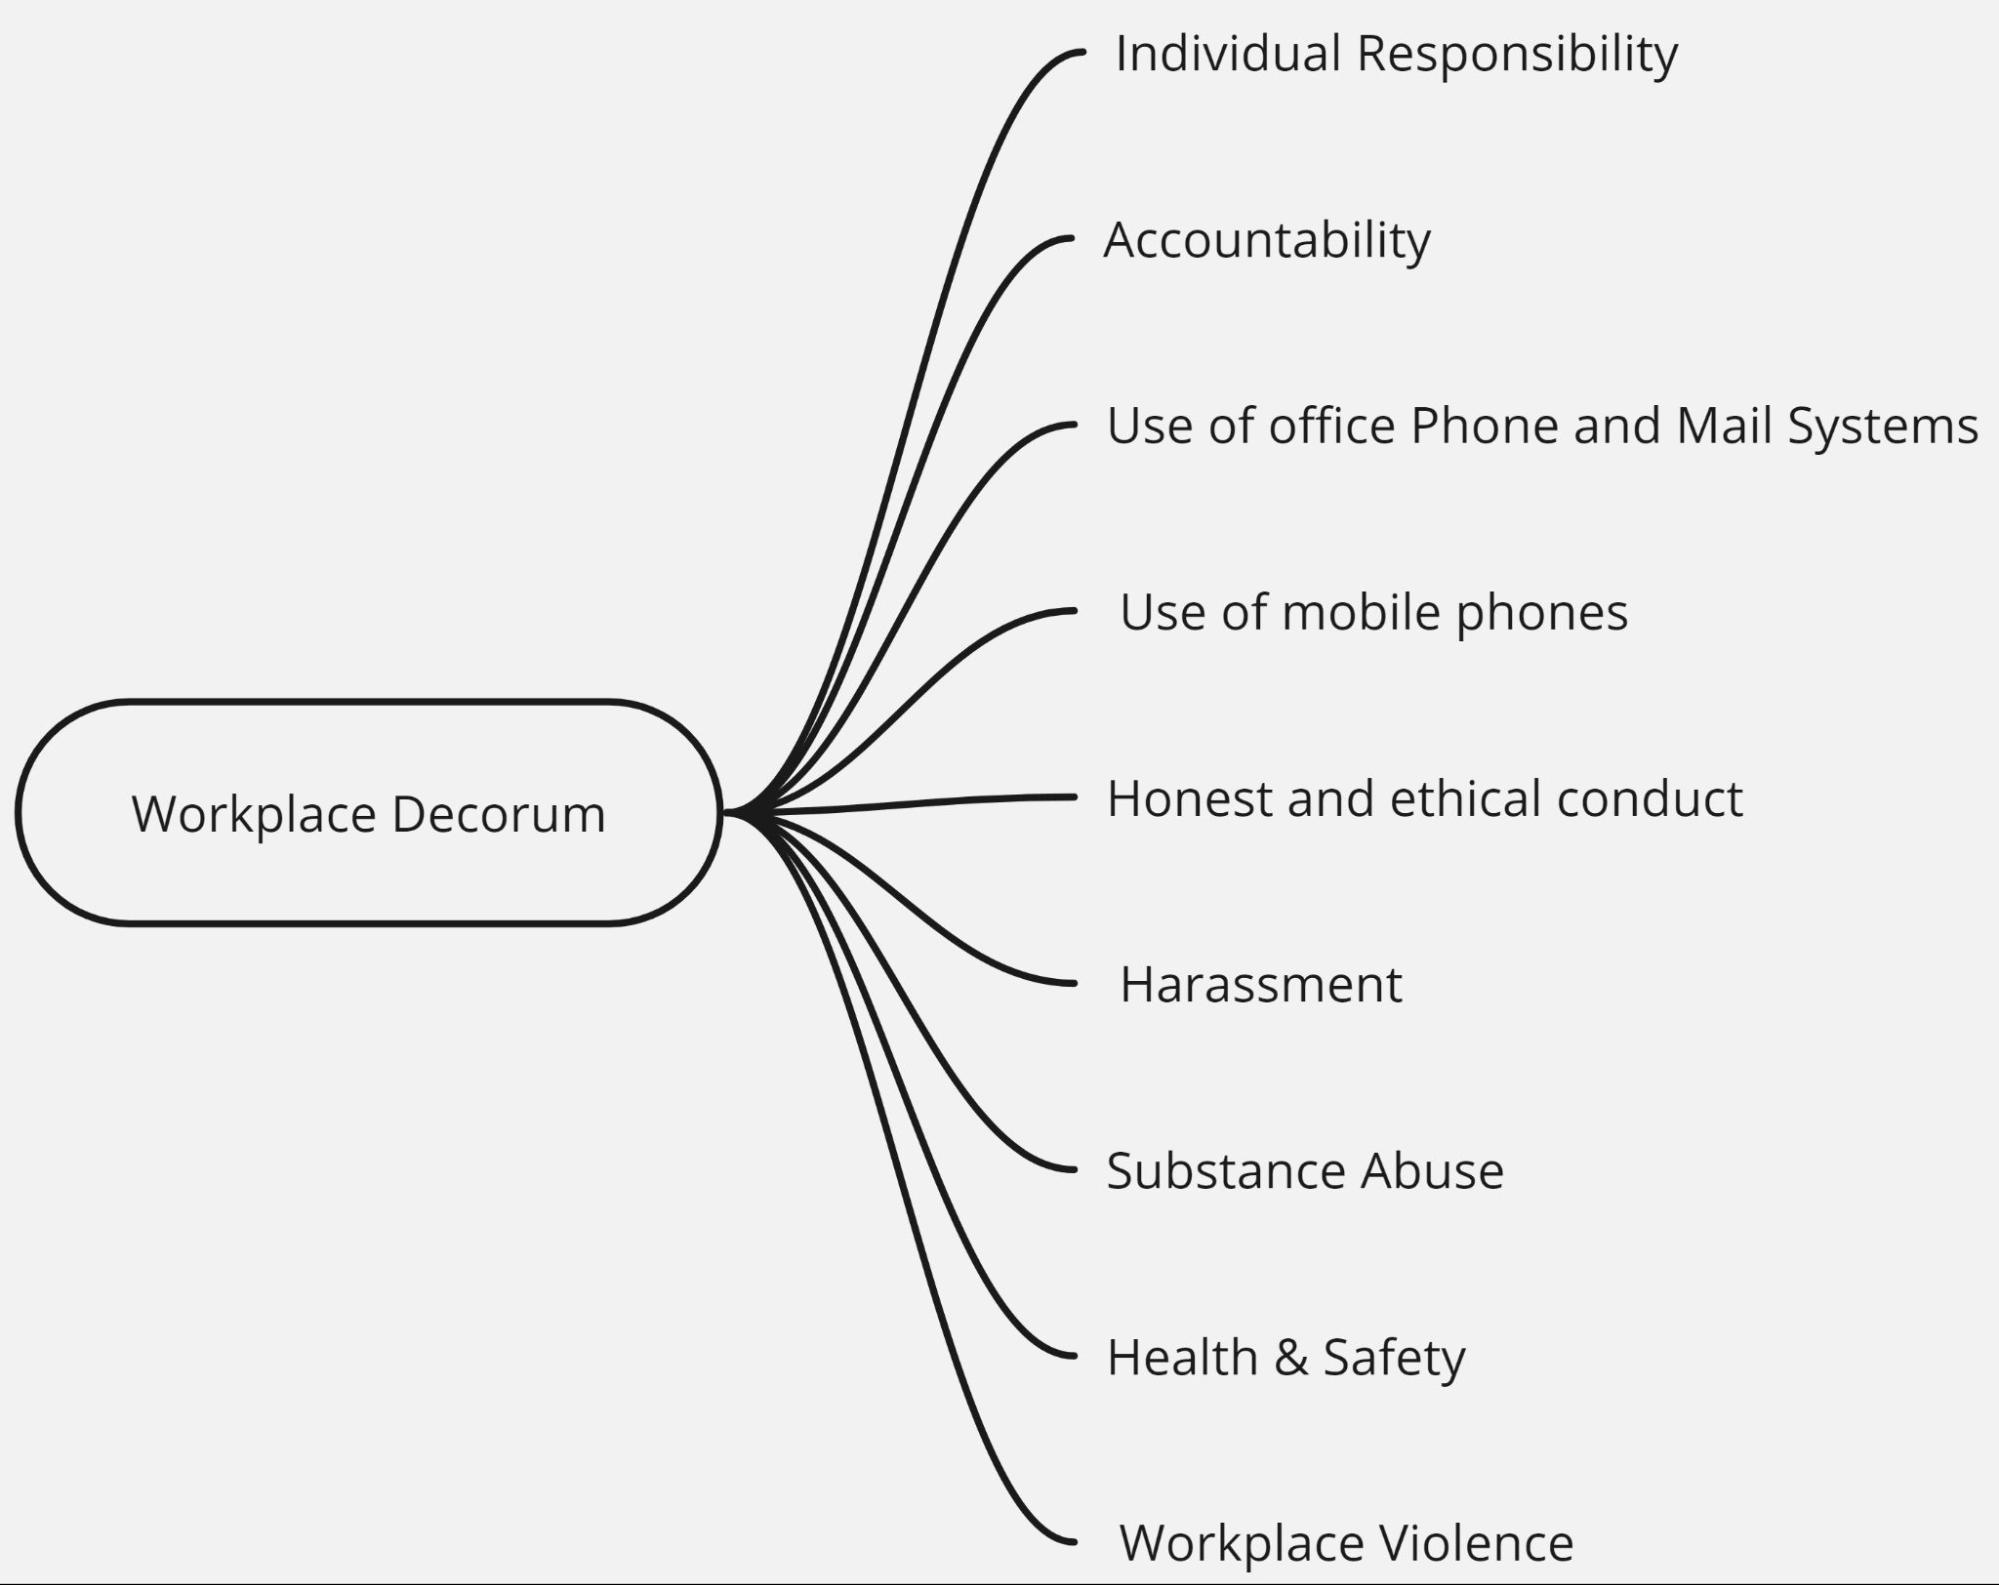 Workplace Decorum
Individual Responsibility
Accountability
Use of office Phone and Mail Systems
Use of mobile phones
Honest and ethical conduct
Harassment
Substance Abuse
Health & Safety
Workplace Violence